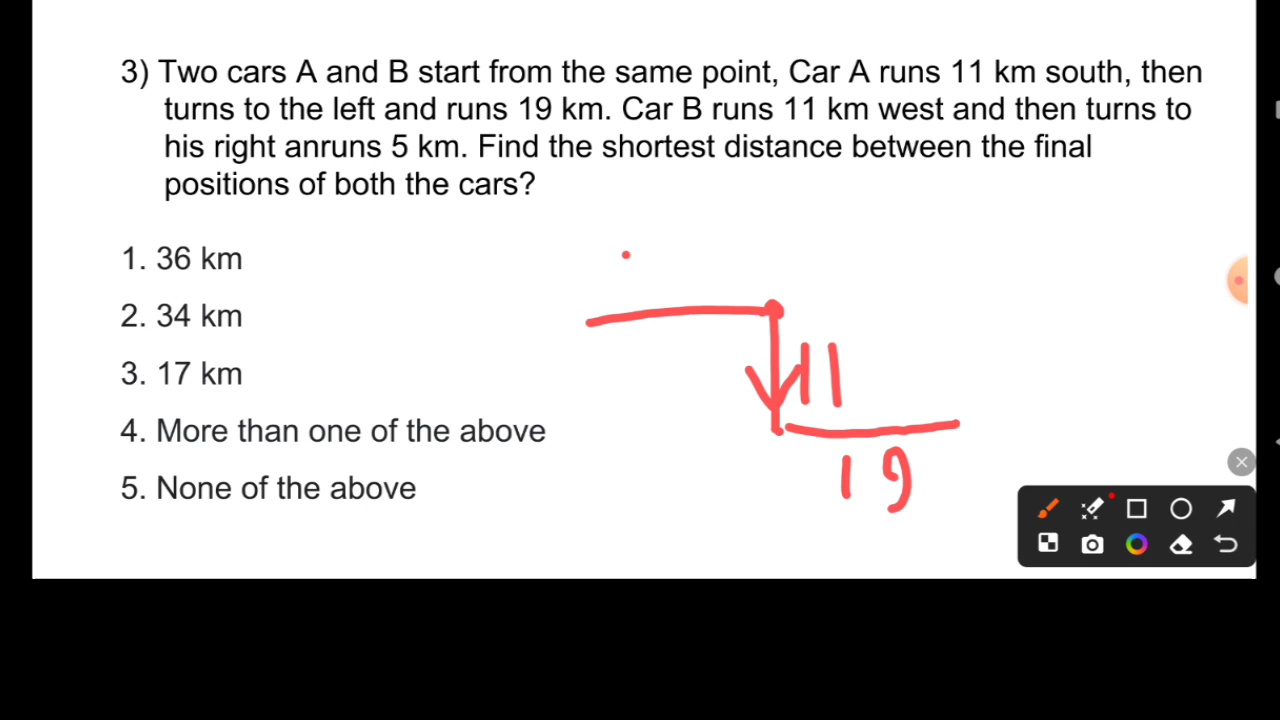 3) Two cars A and B start from the same point, Car A runs 11 km south, then
turns to the left and runs 19 km. Car B runs 11 km west and then turns to
his right anruns 5 km. Find the shortest distance between the final
positions of both the cars?
1. 36 km
2. 34 km
3. 17 km
4. More than one of the above
5. None of the above
11
19